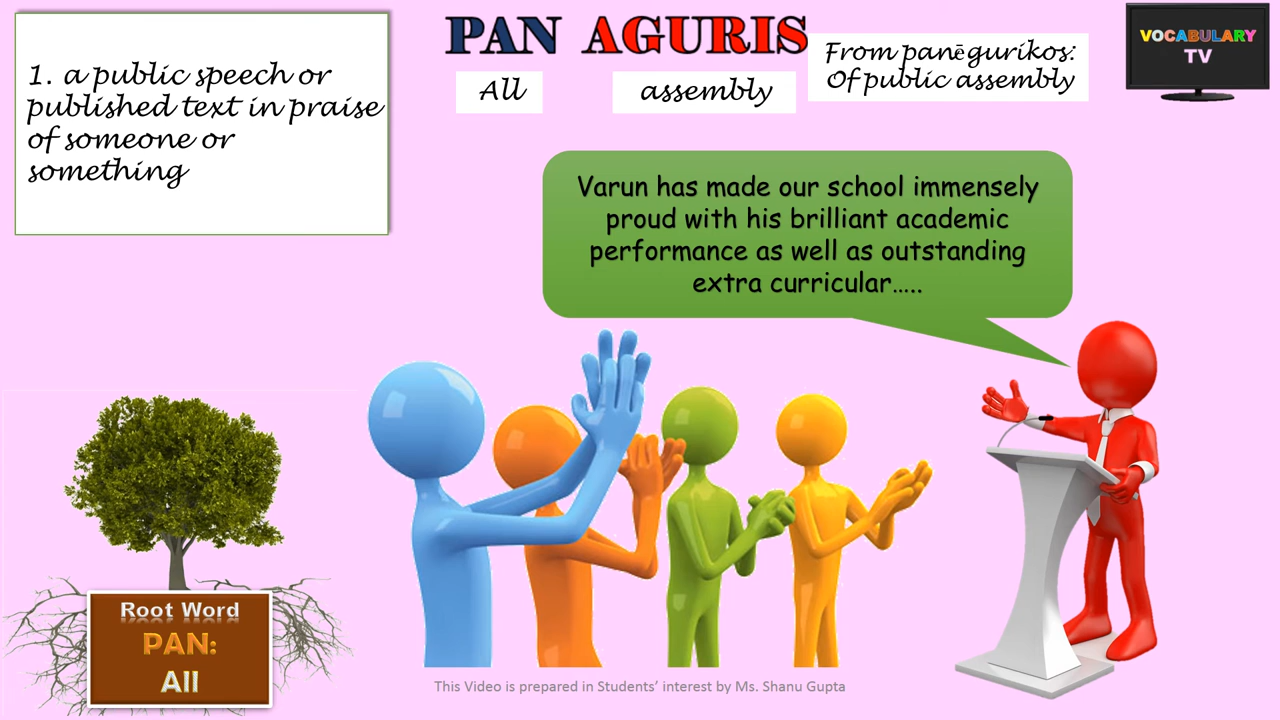 1. a public speech or
published text in praise
of someone or
something
PAN AGURIS
All
assembly
From panēgurikos:
Of public assembly
VOCABULARY
TV
Varun has made our school immensely
proud with his brilliant academic
performance as well as outstanding
extra curricular…..
Root Word
PAN:
All
This Video is prepared in Students’ interest by Ms. Shanu Gupta